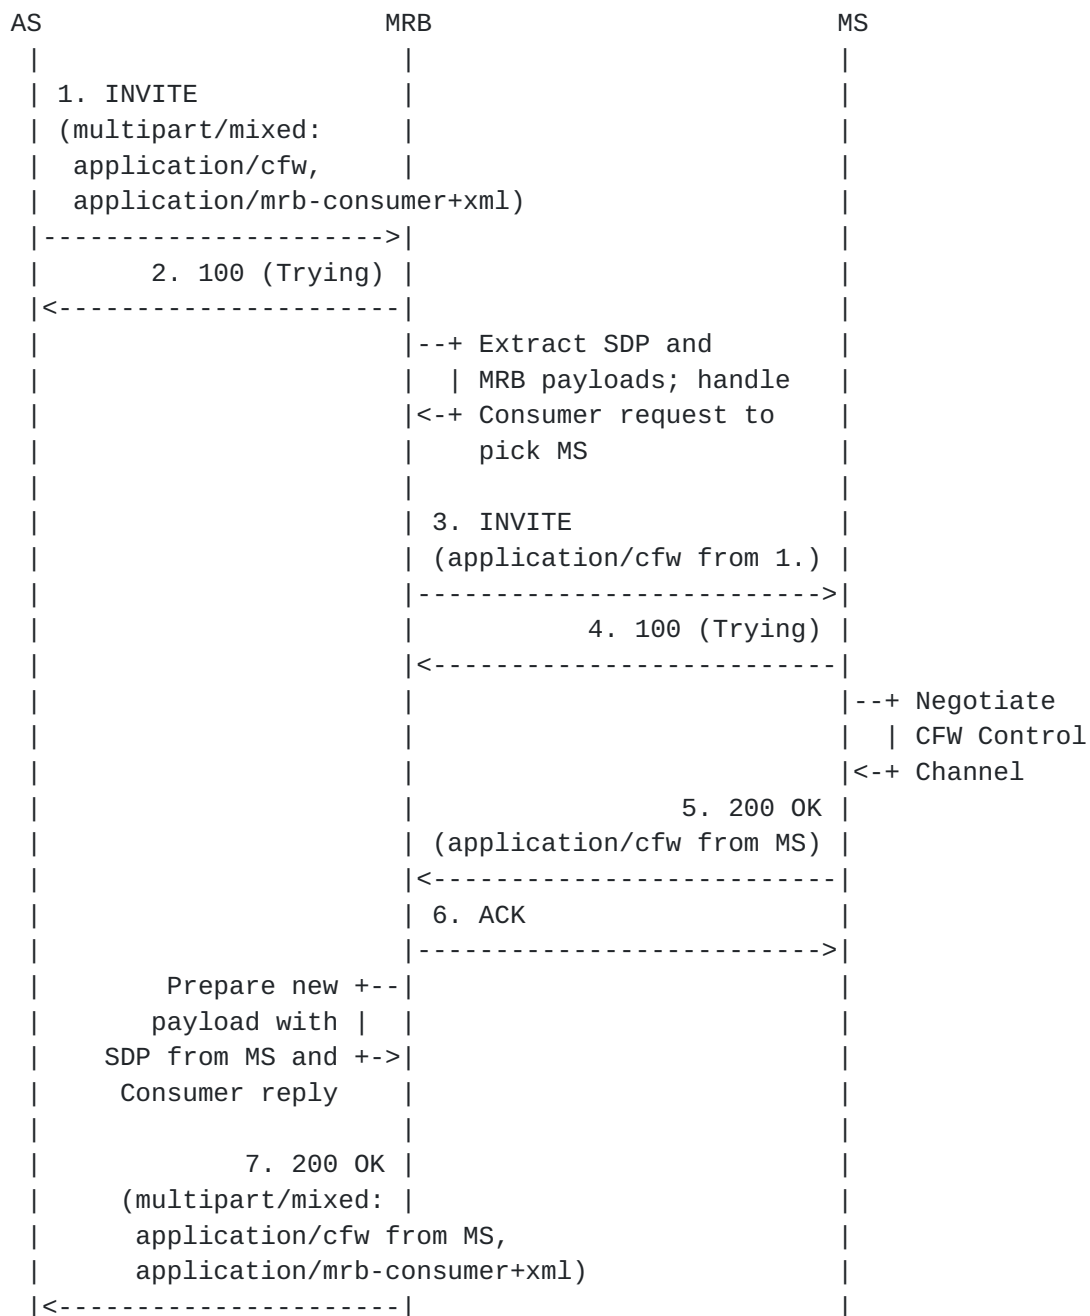 AS                      MRB                          MS
 |                       |                           |
 | 1. INVITE             |                           |
 | (multipart/mixed:     |                           |
 |  application/cfw,     |                           |
 |  application/mrb-consumer+xml)                    |
 |---------------------->|                           |
 |       2. 100 (Trying) |                           |
 |<----------------------|                           |
 |                       |--+ Extract SDP and        |
 |                       |  | MRB payloads; handle   |
 |                       |<-+ Consumer request to    |
 |                       |    pick MS                |
 |                       |                           |
 |                       | 3. INVITE                 |
 |                       | (application/cfw from 1.) |
 |                       |-------------------------->|
 |                       |           4. 100 (Trying) |
 |                       |<--------------------------|
 |                       |                           |--+ Negotiate
 |                       |                           |  | CFW Control
 |                       |                           |<-+ Channel
 |                       |                 5. 200 OK |
 |                       | (application/cfw from MS) |
 |                       |<--------------------------|
 |                       | 6. ACK                    |
 |                       |-------------------------->|
 |        Prepare new +--|                           |
 |       payload with |  |                           |
 |    SDP from MS and +->|                           |
 |     Consumer reply    |                           |
 |                       |                           |
 |             7. 200 OK |                           |
 |     (multipart/mixed: |                           |
 |      application/cfw from MS,                     |
 |      application/mrb-consumer+xml)                |
 |<----------------------|                           |